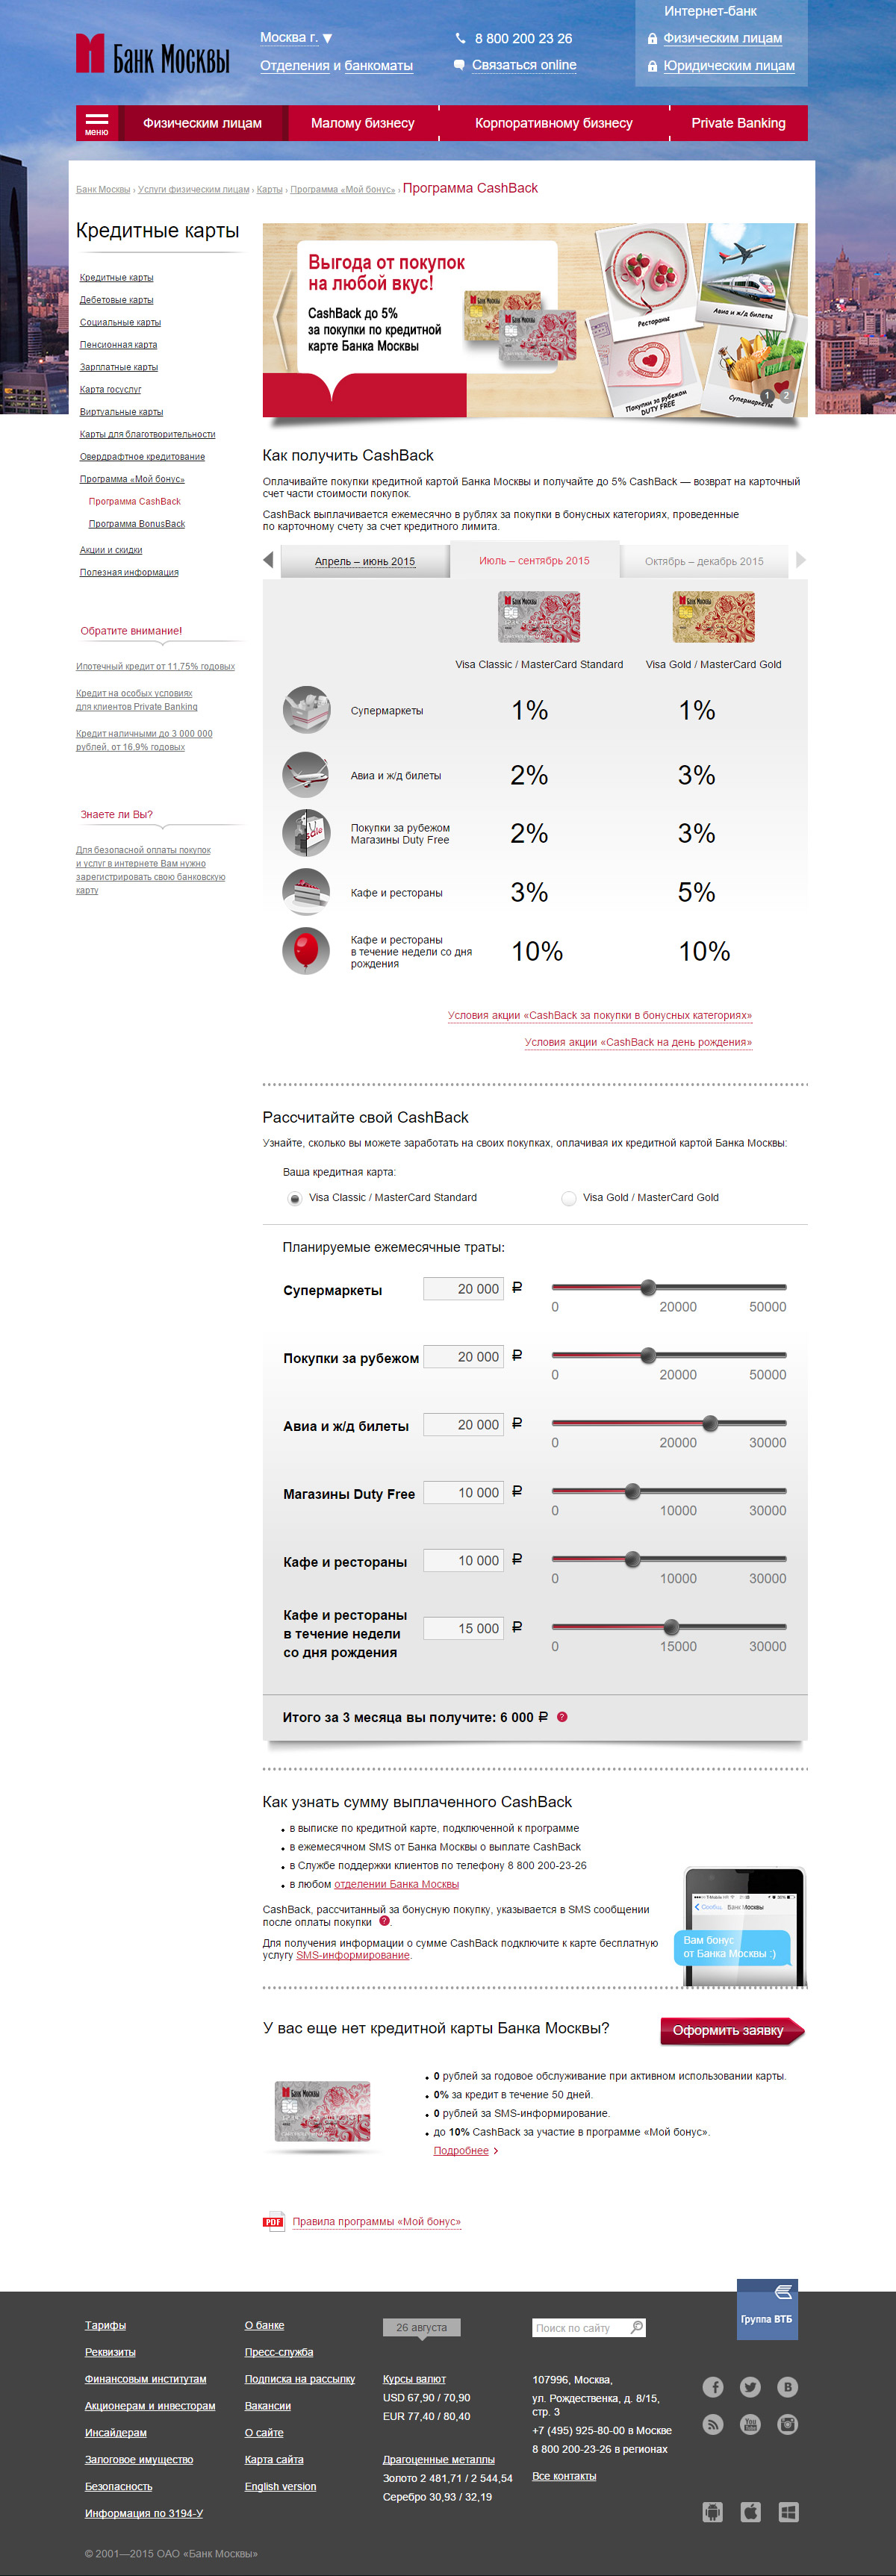 Интернет-банк
Банк Москвы
Москва г.
8 800 200 23 26
Физическим лицам
Отделения и банкоматы
Связаться online
Юридическим лицам
меню
Физическим лицам
Малому бизнесу
Корпоративному бизнесу
Private Banking
Банк Москвы › Услуги физическим лицам › Карты › Программа «Мой бонус» › Программа CashBack
Кредитные карты
Кредитные карты
Дебетовые карты
Социальные карты
Пенсионная карта
Зарплатные карты
Карта госуслуг
Виртуальные карты
Карты для благотворительности
Овердрафтное кредитование
Программа «Мой бонус»
Программа CashBack
Программа BonusBack
Акции и скидки
Полезная информация
Обратите внимание!
Ипотечный кредит от 11,75% годовых
Кредит на особых условиях
для клиентов Private Banking
Кредит наличными до 3 000 000
рублей, от 16,9% годовых
Знаете ли Вы?
Для безопасной оплаты покупок
и услуг в интернете Вам нужно
зарегистрировать свою банковскую
карту
Выгода от покупок
на любой вкус!
CashBack до 5%
за покупки по кредитной
карте Банка Москвы
Банк Москвы
Банк Москвы
Рестораны
Авиа и ж/д билеты
Покупки за рубежом
DUTY FREE
Супермаркеты
1 2
Как получить CashBack
Оплачивайте покупки кредитной картой Банка Москвы и получайте до 5% CashBack — возврат на карточный
счет части стоимости покупок.
CashBack выплачивается ежемесячно в рублях за покупки в бонусных категориях, проведенные
по карточному счету за счет кредитного лимита.
Апрель – июнь 2015
Июль – сентябрь 2015
Октябрь – декабрь 2015
Банк Москвы
Банк Москвы
Visa Classic / MasterCard Standard
Visa Gold / MasterCard Gold
Супермаркеты
1%
1%
Авиа и ж/д билеты
2%
3%
sale
Покупки за рубежом
Магазины Duty Free
2%
3%
Кафе и рестораны
3%
5%
Кафе и рестораны
в течение недели со дня
рождения
10%
10%
Условия акции «CashBack за покупки в бонусных категориях»
Условия акции «CashBack на день рождения»
Рассчитайте свой CashBack
Узнайте, сколько вы можете заработать на своих покупках, оплачивая их кредитной картой Банка Москвы:
Ваша кредитная карта:
Visa Classic / MasterCard Standard
Visa Gold / MasterCard Gold
Планируемые ежемесячные траты:
Супермаркеты
20 000 ₽
0 20000 50000
Покупки за рубежом
20 000 ₽
0 20000 50000
Авиа и ж/д билеты
20 000 ₽
0 20000 30000
Магазины Duty Free
10 000 ₽
0 10000 30000
Кафе и рестораны
10 000 ₽
0 10000 30000
Кафе и рестораны
в течение недели
со дня рождения
15 000 ₽
0 15000 30000
Итого за 3 месяца вы получите: 6 000 ₽ ?
Как узнать сумму выплаченного CashBack
в выписке по кредитной карте, подключенной к программе
в ежемесячном SMS от Банка Москвы о выплате CashBack
в Службе поддержки клиентов по телефону 8 800 200-23-26
в любом отделении Банка Москвы
CashBack, рассчитанный за бонусную покупку, указывается в SMS сообщении
после оплаты покупки ?.
Для получения информации о сумме CashBack подключите к карте бесплатную
услугу SMS-информирование.
Сообщ. Банк Москвы
Вам бонус
от Банка Москвы :)
У вас еще нет кредитной карты Банка Москвы?
Оформить заявку
Банк Москвы
0 рублей за годовое обслуживание при активном использовании карты.
0% за кредит в течение 50 дней.
0 рублей за SMS-информирование.
до 10% CashBack за участие в программе «Мой бонус».
Подробнее ›
PDF
Правила программы «Мой бонус»
Группа ВТБ
Тарифы
Реквизиты
Финансовым институтам
Акционерам и инвесторам
Инсайдерам
Залоговое имущество
Безопасность
Информация по 3194-У
О банке
Пресс-служба
Подписка на рассылку
Вакансии
О сайте
Карта сайта
English version
26 августа
Курсы валют
USD 67,90 / 70,90
EUR 77,40 / 80,40
Драгоценные металлы
Золото 2 481,71 / 2 544,54
Серебро 30,93 / 32,19
Поиск по сайту
107996, Москва,
ул. Рождественка, д. 8/15,
стр. 3
+7 (495) 925-80-00 в Москве
8 800 200-23-26 в регионах
Все контакты
You Tube
© 2001—2015 ОАО «Банк Москвы»